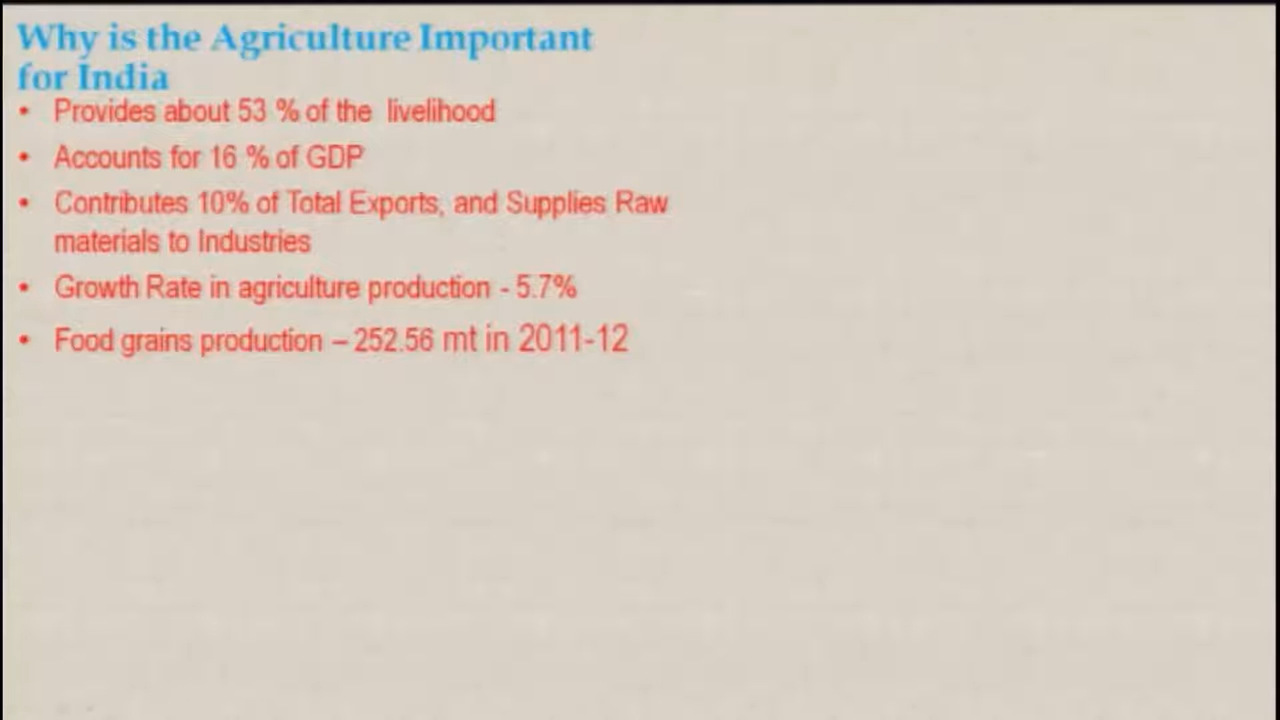 Why is the Agriculture Important
for India
• Provides about 53 % of the livelihood
• Accounts for 16 % of GDP
• Contributes 10% of Total Exports, and Supplies Raw
materials to Industries
• Growth Rate in agriculture production - 5.7%
• Food grains production – 252.56 mt in 2011-12